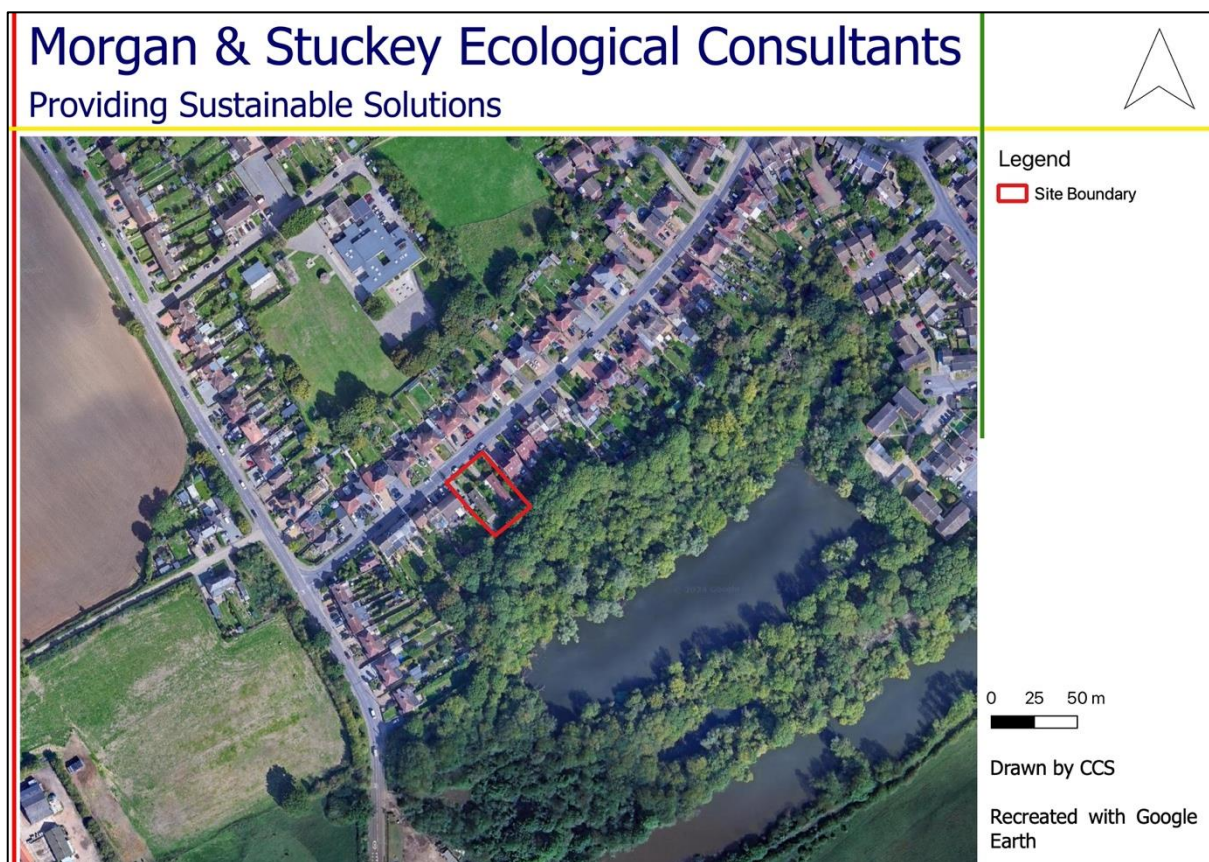 Morgan & Stuckey Ecological Consultants
Providing Sustainable Solutions
Legend
Site Boundary
0 25 50 m
Drawn by CCS
Recreated with Google
Earth